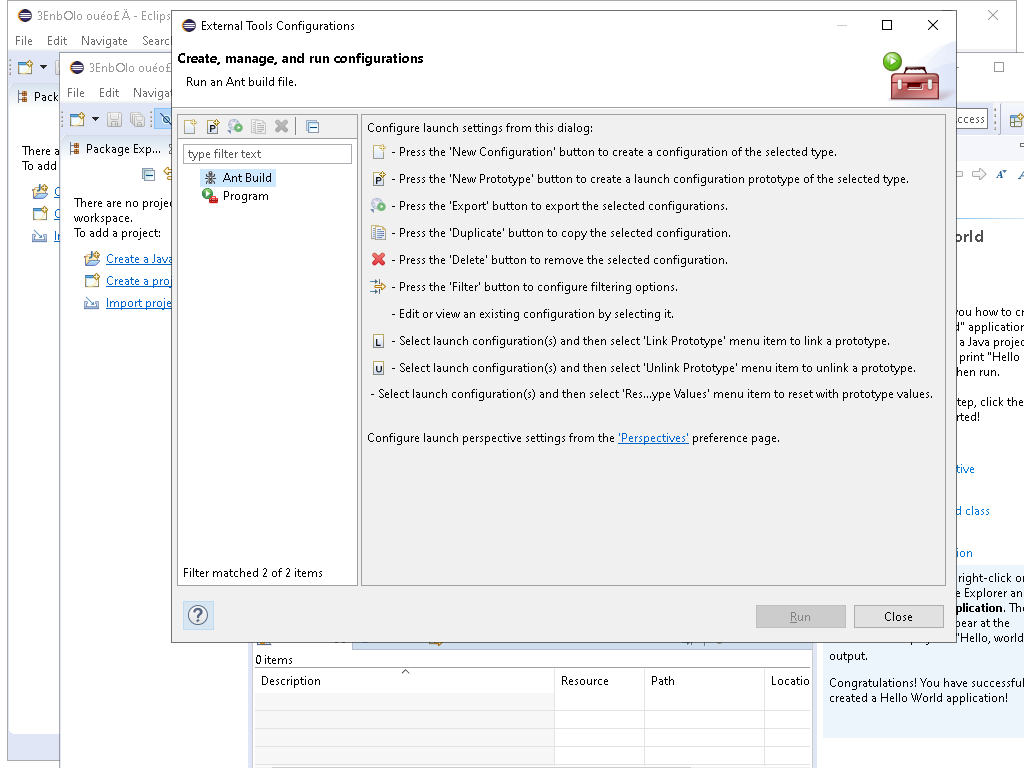 3EnbOlo ouéo£Ä - Eclips
File Edit Navigate Searc
Pack
There a
To add
3EnbOlo ouéo£
File Edit Navigat
Package Exp...
There are no proje
workspace.
To add a project:
Create a Java
Create a proj
Import proje
External Tools Configurations
Create, manage, and run configurations
Run an Ant build file.
type filter text
Ant Build
Program
Filter matched 2 of 2 items
Configure launch settings from this dialog:
- Press the 'New Configuration' button to create a configuration of the selected type.
- Press the 'New Prototype' button to create a launch configuration prototype of the selected type.
- Press the 'Export' button to export the selected configurations.
- Press the 'Duplicate' button to copy the selected configuration.
- Press the 'Delete' button to remove the selected configuration.
- Press the 'Filter' button to configure filtering options.
- Edit or view an existing configuration by selecting it.
- Select launch configuration(s) and then select 'Link Prototype' menu item to link a prototype.
- Select launch configuration(s) and then select 'Unlink Prototype' menu item to unlink a prototype.
- Select launch configuration(s) and then select 'Res...ype Values' menu item to reset with prototype values.
Configure launch perspective settings from the 'Perspectives' preference page.
Run Close
0 items
Description Resource Path Locatio
ccess
orld
you how to cr
d" application
a Java projec
print "Hello
hen run.
tep, click the
rted!
tive
d class
ion
right-click on
e Explorer an
plication. The
pear at the
"Hello, world
output.
Congratulations! You have successful
created a Hello World application!